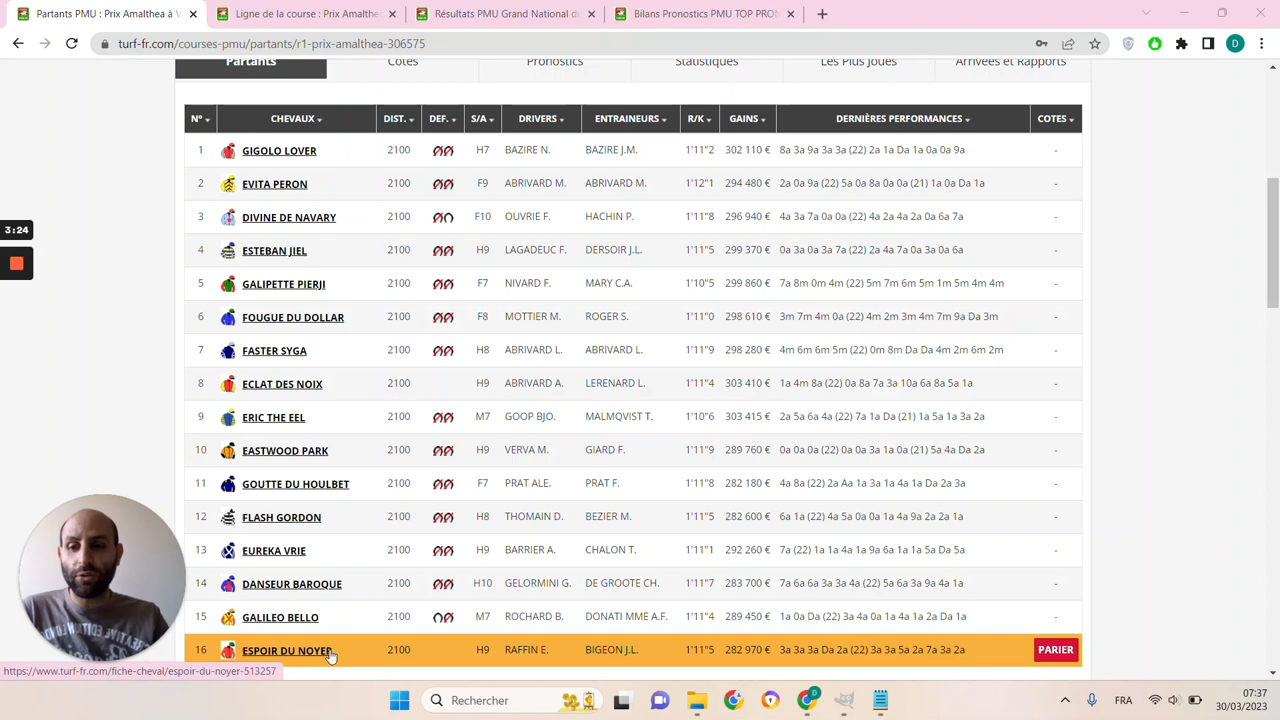 Partants PMU : Prix Amalthea à V
Ligne de la course : Prix Amalthe
Résultats PMU Grand National d
Bilans Pronostics PMU TOP PRON
turf-fr.com/courses-pmu/partants/r1-prix-amalthea-306575
D
Partants Cotes Pronostics Statistiques Les Plus Joués Arrivées et Rapports
N° CHEVAUX DIST. DEF. S/A DRIVERS ENTRAINEURS R/K GAINS DERNIÈRES PERFORMANCES COTES
1 GIGOLO LOVER 2100 H7 BAZIRE N. BAZIRE J.M. 1'11"2 302 110 € 8a 3a 9a 3a 3a (22) 2a 1a Da 1a 0a 0a 9a -
2 EVITA PERON 2100 F9 ABRIVARD M. ABRIVARD M. 1'12"1 294 480 € 2a 0a 9a (22) 5a 0a 8a 0a 0a (21) 1a 0a Da 1a -
3 DIVINE DE NAVARY 2100 F10 OUVRIE F. HACHIN P. 1'11"8 296 940 € 4a 3a 7a 0a 0a (22) 4a 2a 4a 2a 0a 6a 7a -
4 ESTEBAN JIEL 2100 H9 LAGADEUC F. DERSOIR J.L. 1'11"5 299 370 € 0a 3a 0a 3a 7a (22) 2a 4a 7a 0a 3a 0a 6a -
5 GALIPETTE PIERJI 2100 F7 NIVARD F. MARY C.A. 1'10"5 299 860 € 7a 8m 0m 4m (22) 5m 7m 6m 5m 1m 5m 4m 4m -
6 FOUGUE DU DOLLAR 2100 F8 MOTTIER M. ROGER S. 1'11"0 298 610 € 3m 7m 4m 0a (22) 4m 2m 3m 4m 7m 9a Da 3m -
7 FASTER SYGA 2100 H8 ABRIVARD L. ABRIVARD L. 1'11"9 298 280 € 4m 6m 6m 5m (22) 0m 8m Da Da 4m 2m 6m 2m -
8 ECLAT DES NOIX 2100 H9 ABRIVARD A. LERENARD L. 1'11"4 303 410 € 1a 4m 8a (22) 0a 8a 7a 3a 10a 6a 8a 5a 1a -
9 ERIC THE EEL 2100 M7 GOOP BJO. MALMQVIST T. 1'10"6 303 415 € 2a 5a 6a 4a (22) 7a 1a Da (21) 1a 5a 1a 3a 2a -
10 EASTWOOD PARK 2100 H9 VERVA M. GIARD F. 1'11"9 289 760 € 0a 0a 0a (22) 0a 0a 3a 1a 0a (21) 5a 4a Da 2a -
11 GOUTTE DU HOULBET 2100 F7 PRAT ALE. PRAT F. 1'11"8 282 180 € 4a 8a (22) 2a Aa 1a 3a 1a 4a 1a Da 2a 3a -
12 FLASH GORDON 2100 H8 THOMAIN D. BEZIER M. 1'11"5 282 600 € 6a 1a (22) 4a 5a 0a 0a 1a 4a 9a 2a 2a 1a -
13 EUREKA VRIE 2100 H9 BARRIER A. CHALON T. 1'11"1 292 260 € 7a (22) 1a 1a 4a 1a 9a 6a 1a 1a 5a Da 5a -
14 DANSEUR BAROQUE 2100 H10 GELORMINI G. DE GROOTE CH. 1'11"7 283 700 € 7a 6a 6a 3a 3a 4a (22) 5a 6a 3a 9a 4a 1a -
15 GALILEO BELLO 2100 M7 ROCHARD B. DONATI MME A.F. 1'11"4 289 450 € 1a 0a Da (22) 3a 4a 0a 1a 4a 1a 2a Da 1a -
16 ESPOIR DU NOYER 2100 H9 RAFFIN E. BIGEON J.L. 1'11"5 282 970 € 3a 3a 3a Da 2a (22) 3a 3a 5a 2a 7a 3a 2a PARIER
3:24
https://www.turf-fr.com/fiche-cheval/espoir-du-noyer-513257
Rechercher
FRA
07:37
30/03/2023